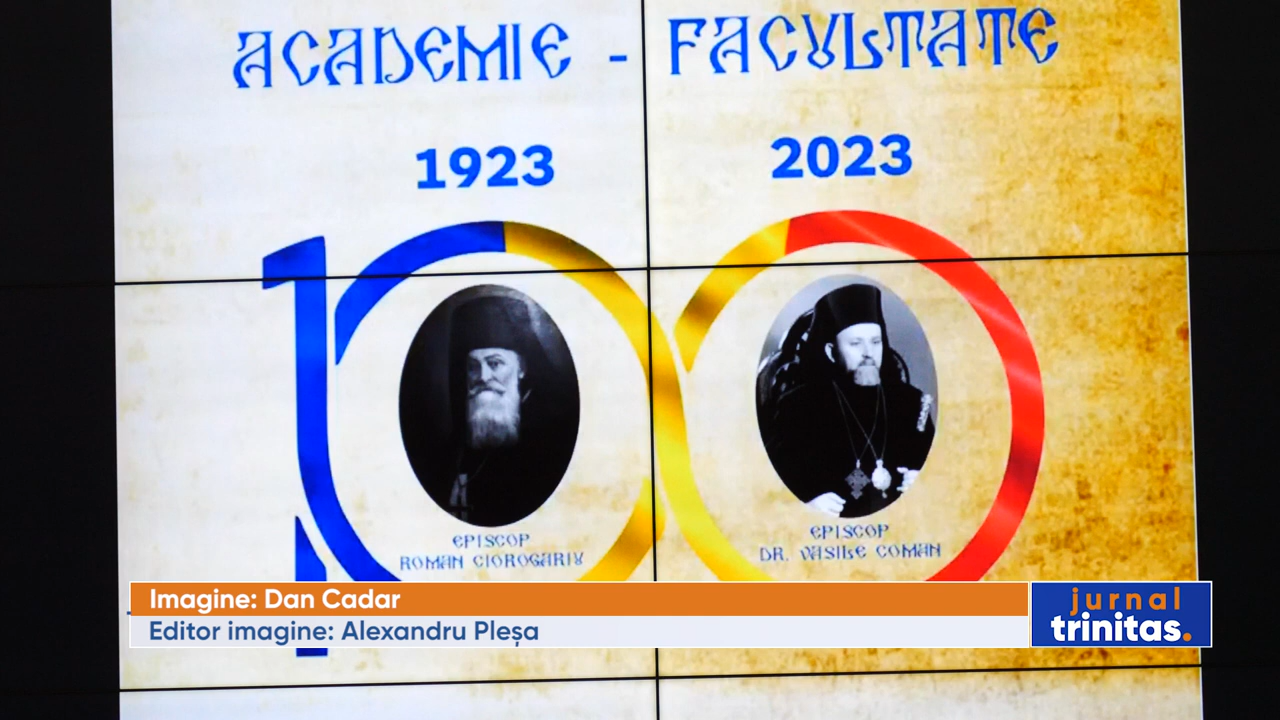 ACADEMIE - FACULTATE
1923 2023
100
EPISCOP
ROMAN CIOROGARIU
EPISCOP
DR. VASILE COMAN
Imagine: Dan Cadar
Editor imagine: Alexandru Pleșa
jurnal
trinitas.